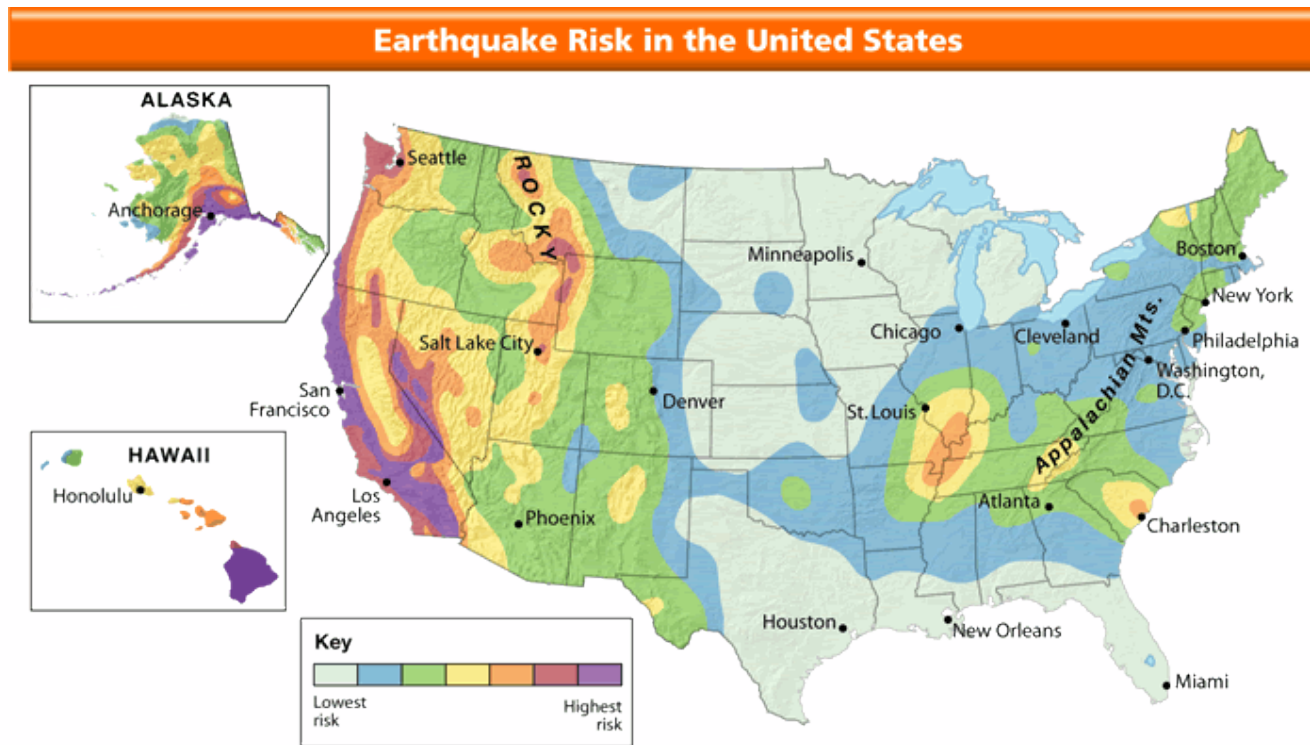 Earthquake Risk in the United States
ALASKA
Anchorage
Seattle
ROCKY
Minneapolis
Boston
New York
Chicago
Cleveland
Appalachian Mts.
Philadelphia
Salt Lake City
Washington,
D.C.
San
Francisco
Denver
St. Louis
HAWAII
Honolulu
Los
Angeles
Phoenix
Atlanta
Charleston
Houston
New Orleans
Miami
Key
Lowest
risk
Highest
risk